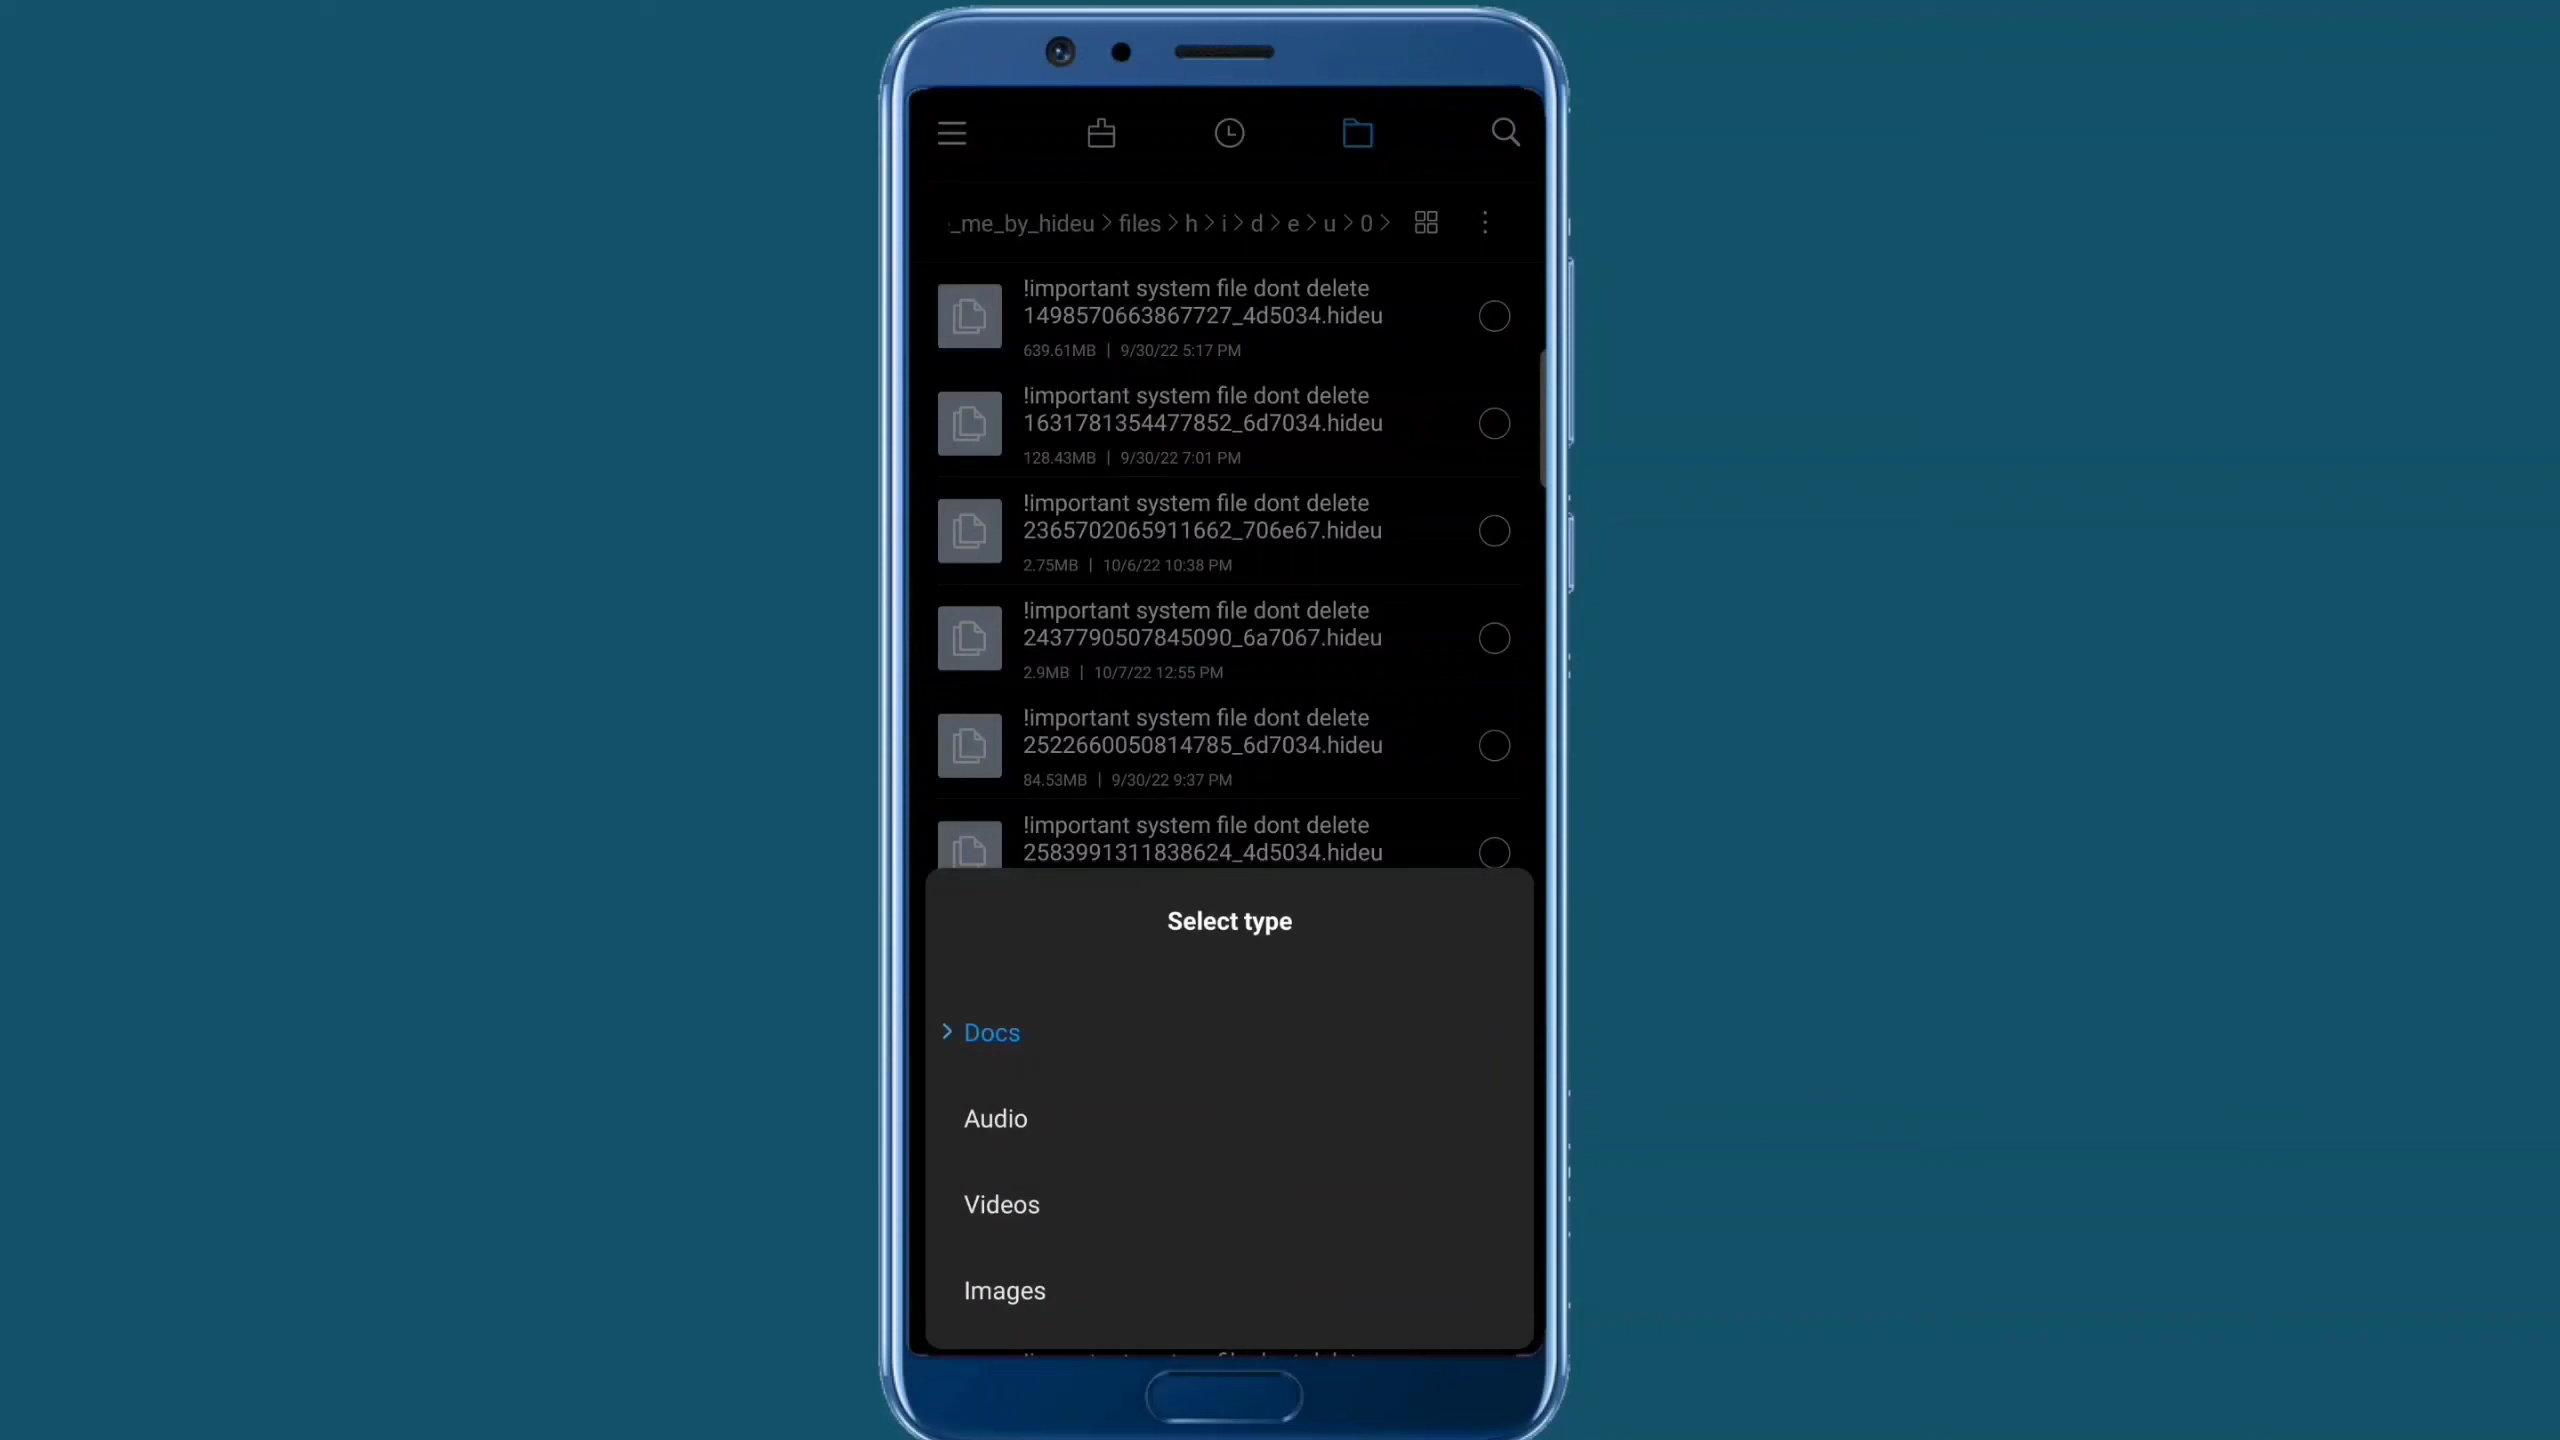 _me_by_hideu > files > h > i > d > e > u > 0 >
!important system file dont delete
1498570663867727_4d5034.hideu
639.61MB | 9/30/22 5:17 PM
!important system file dont delete
1631781354477852_6d7034.hideu
128.43MB | 9/30/22 7:01 PM
!important system file dont delete
2365702065911662_706e67.hideu
2.75MB | 10/6/22 10:38 PM
!important system file dont delete
2437790507845090_6a7067.hideu
2.9MB | 10/7/22 12:55 PM
!important system file dont delete
2522660050814785_6d7034.hideu
84.53MB | 9/30/22 9:37 PM
!important system file dont delete
2583991311838624_4d5034.hideu
Select type
> Docs
Audio
Videos
Images